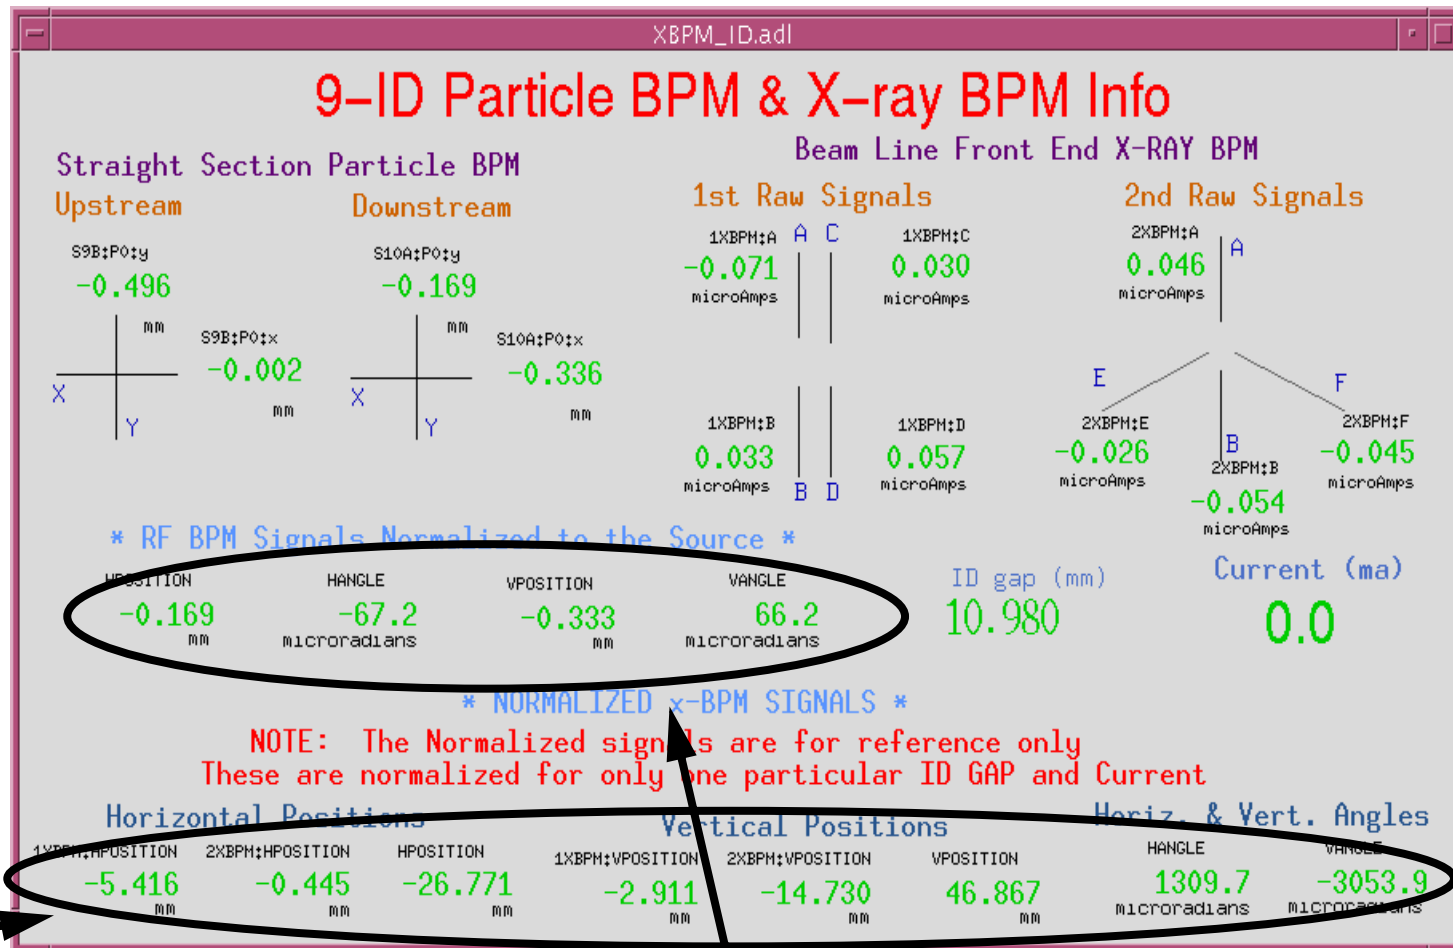 XBPM_ID.adl
9-ID Particle BPM & X-ray BPM Info
Straight Section Particle BPM
Upstream
Downstream
S9B:P0:y
-0.496
mm
S9B:P0:x
-0.002
mm
X
Y
S10A:P0:y
-0.169
mm
S10A:P0:x
-0.336
mm
X
Y
Beam Line Front End X-RAY BPM
1st Raw Signals
2nd Raw Signals
1XBPM:A
-0.071
microAmps
A C
1XBPM:C
0.030
microAmps
1XBPM:B
0.033
microAmps
B D
1XBPM:D
0.057
microAmps
2XBPM:A
0.046
microAmps
A
E
2XBPM:E
-0.026
microAmps
B
2XBPM:B
-0.054
microAmps
F
2XBPM:F
-0.045
microAmps
* RF BPM Signals Normalized to the Source *
HPOSITION
-0.169
mm
HANGLE
-67.2
microradians
VPOSITION
-0.333
mm
VANGLE
66.2
microradians
ID gap (mm)
10.980
Current (ma)
0.0
* NORMALIZED x-BPM SIGNALS *
NOTE: The Normalized signals are for reference only
These are normalized for only one particular ID GAP and Current
Horizontal Positions
Vertical Positions
Horiz. & Vert. Angles
1XBPM:HPOSITION
-5.416
mm
2XBPM:HPOSITION
-0.445
mm
HPOSITION
-26.771
mm
1XBPM:VPOSITION
-2.911
mm
2XBPM:VPOSITION
-14.730
mm
VPOSITION
46.867
mm
HANGLE
1309.7
microradians
VANGLE
-3053.9
microradians